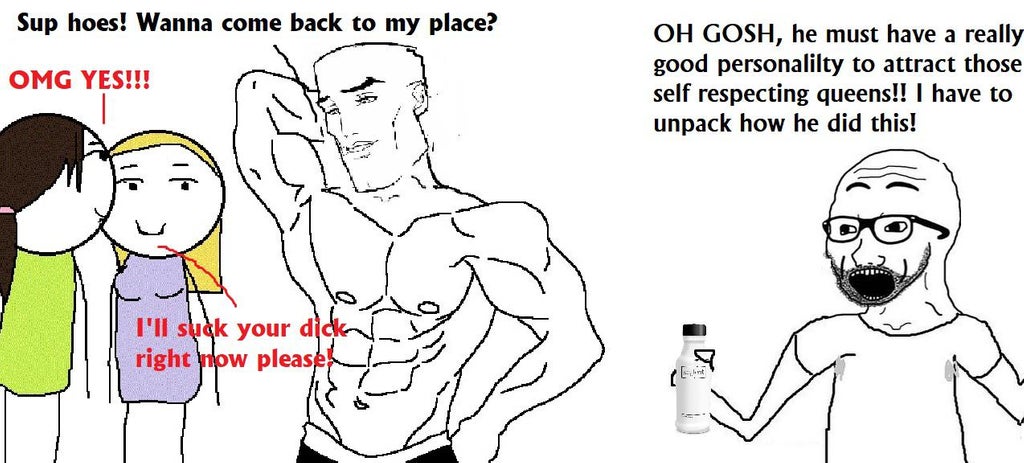 Sup hoes! Wanna come back to my place?
OMG YES!!!
I'll suck your dick
right now please!
OH GOSH, he must have a really
good personalilty to attract those
self respecting queens!! I have to
unpack how he did this!